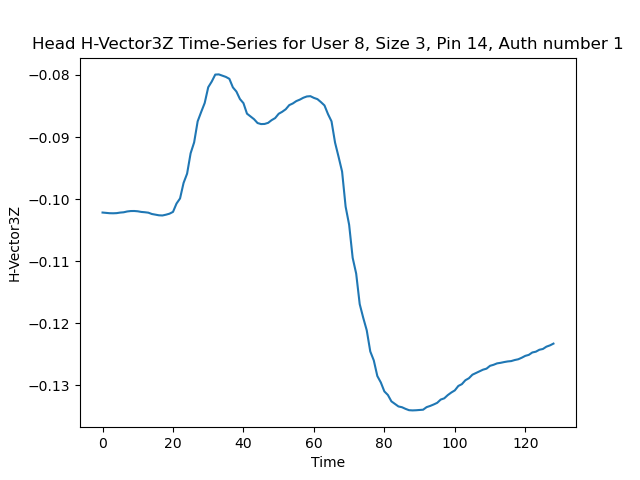 Head H-Vector3Z Time-Series for User 8, Size 3, Pin 14, Auth number 1
−0.08
−0.09
−0.10
−0.11
−0.12
−0.13
H-Vector3Z
0 20 40 60 80 100 120
Time